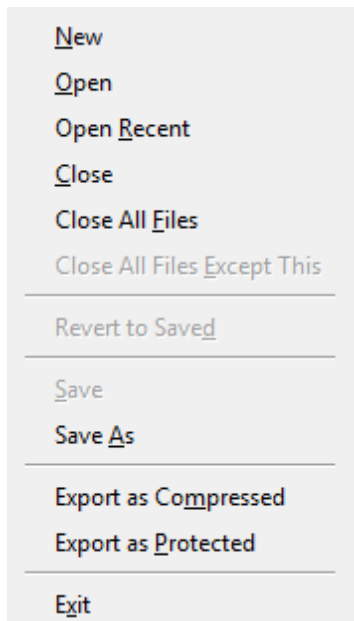 New
Open
Open Recent
Close
Close All Files
Close All Files Except This
Revert to Saved
Save
Save As
Export as Compressed
Export as Protected
Exit